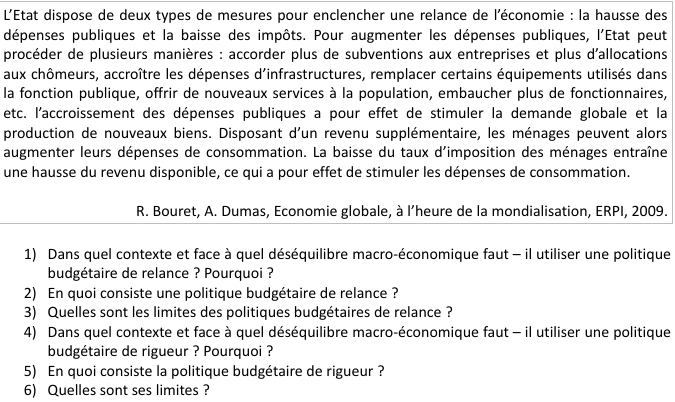 L’Etat dispose de deux types de mesures pour enclencher une relance de l’économie : la hausse des
dépenses publiques et la baisse des impôts. Pour augmenter les dépenses publiques, l’Etat peut
procéder de plusieurs manières : accorder plus de subventions aux entreprises et plus d’allocations
aux chômeurs, accroître les dépenses d’infrastructures, remplacer certains équipements utilisés dans
la fonction publique, offrir de nouveaux services à la population, embaucher plus de fonctionnaires,
etc. l’accroissement des dépenses publiques a pour effet de stimuler la demande globale et la
production de nouveaux biens. Disposant d’un revenu supplémentaire, les ménages peuvent alors
augmenter leurs dépenses de consommation. La baisse du taux d’imposition des ménages entraîne
une hausse du revenu disponible, ce qui a pour effet de stimuler les dépenses de consommation.
R. Bouret, A. Dumas, Economie globale, à l’heure de la mondialisation, ERPI, 2009.
1) Dans quel contexte et face à quel déséquilibre macro-économique faut – il utiliser une politique
budgétaire de relance ? Pourquoi ?
2) En quoi consiste une politique budgétaire de relance ?
3) Quelles sont les limites des politiques budgétaires de relance ?
4) Dans quel contexte et face à quel déséquilibre macro-économique faut – il utiliser une politique
budgétaire de rigueur ? Pourquoi ?
5) En quoi consiste la politique budgétaire de rigueur ?
6) Quelles sont ses limites ?